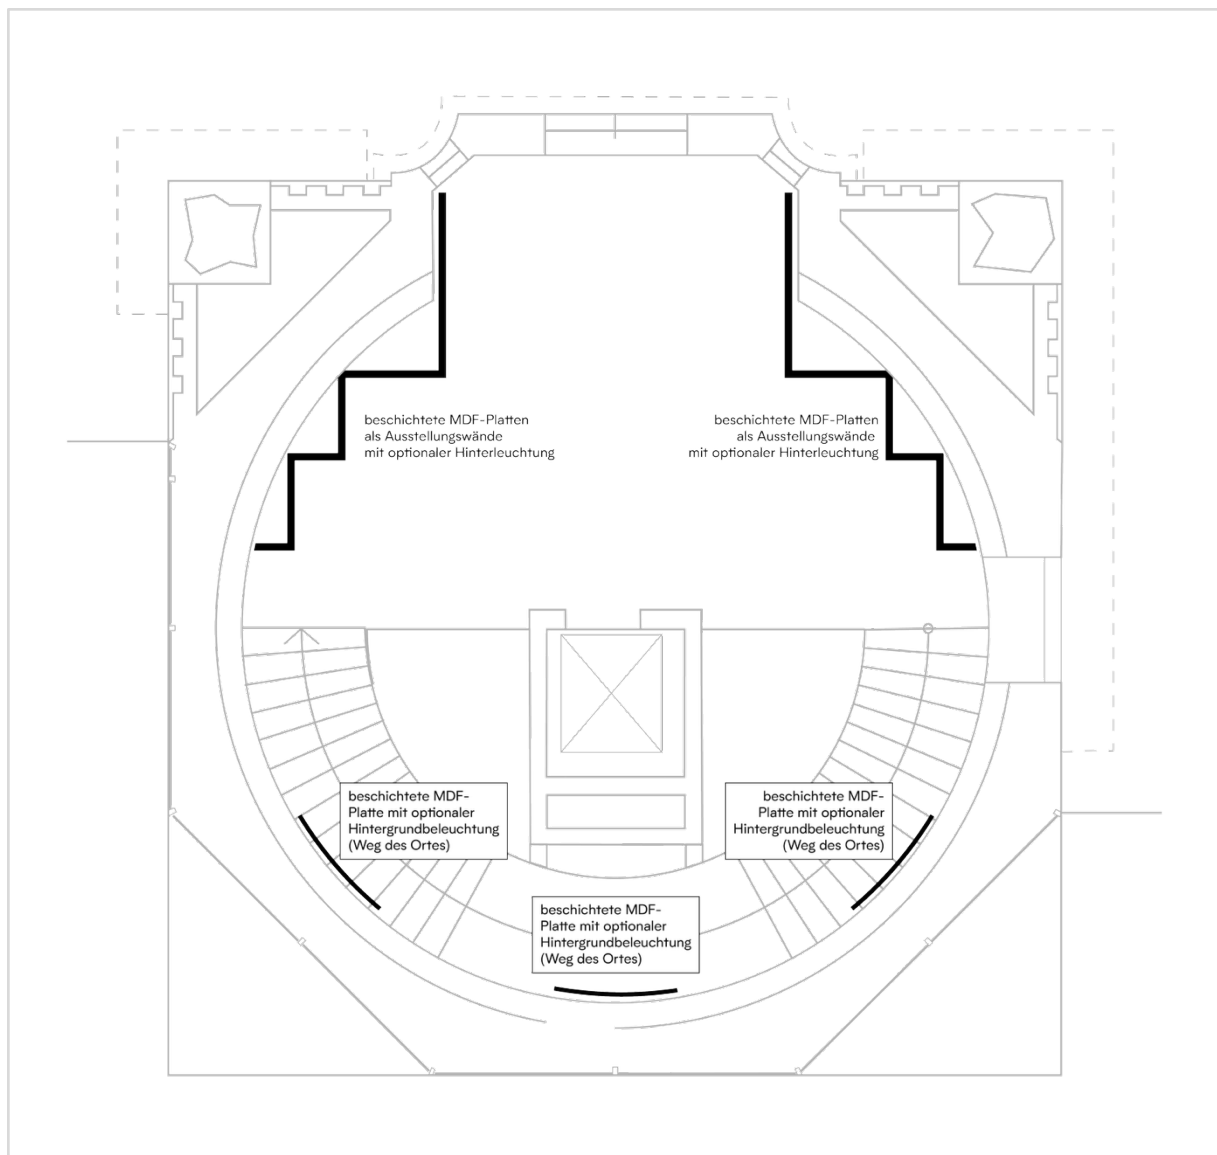 beschichtete MDF-Platten
als Ausstellungswände
mit optionaler Hinterleuchtung
beschichtete MDF-Platten
als Ausstellungswände
mit optionaler Hinterleuchtung
beschichtete MDF-
Platte mit optionaler
Hintergrundbeleuchtung
(Weg des Ortes)
beschichtete MDF-
Platte mit optionaler
Hintergrundbeleuchtung
(Weg des Ortes)
beschichtete MDF-
Platte mit optionaler
Hintergrundbeleuchtung
(Weg des Ortes)